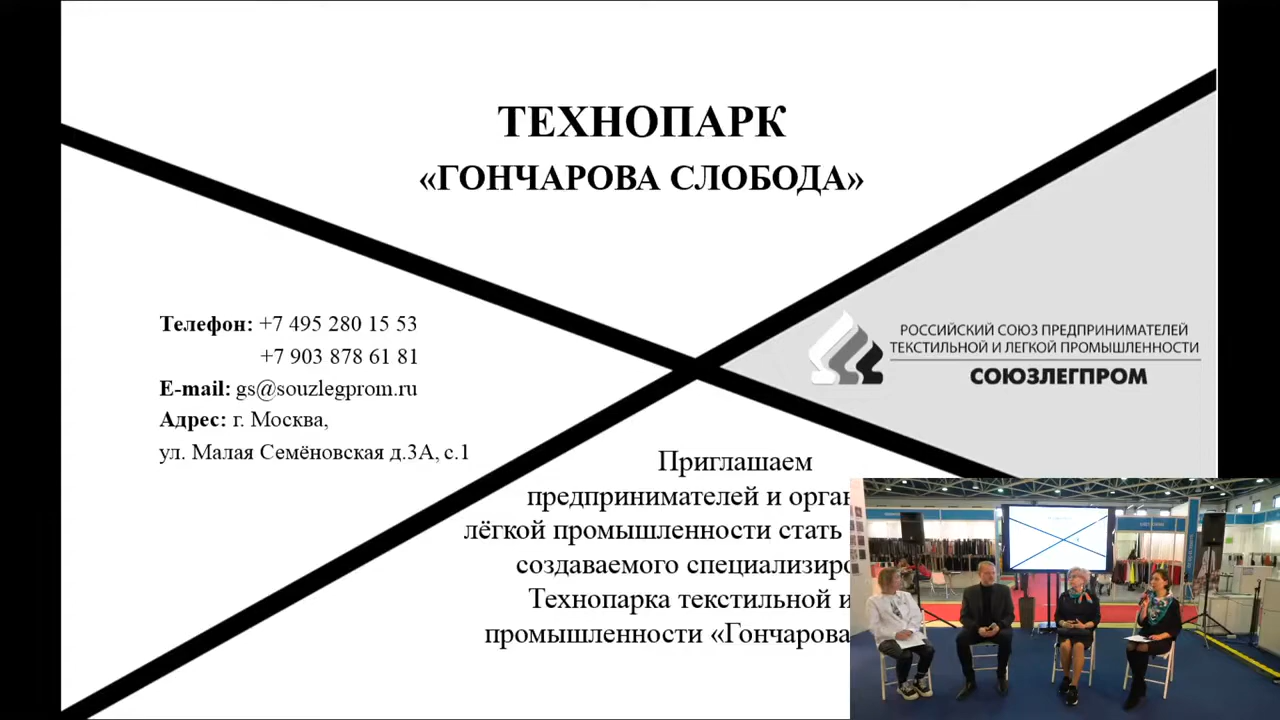 ТЕХНОПАРК
«ГОНЧАРОВА СЛОБОДА»
Телефон: +7 495 280 15 53
+7 903 878 61 81
E-mail: gs@souzlegprom.ru
Адрес: г. Москва,
ул. Малая Семёновская д.3А, с.1
РОССИЙСКИЙ СОЮЗ ПРЕДПРИНИМАТЕЛЕЙ
ТЕКСТИЛЬНОЙ И ЛЕГКОЙ ПРОМЫШЛЕННОСТИ
СОЮЗЛЕГПРОМ
Приглашаем
предпринимателей и орган
лёгкой промышленности стать
создаваемого специализиро
Технопарка текстильной и
промышленности «Гончарова